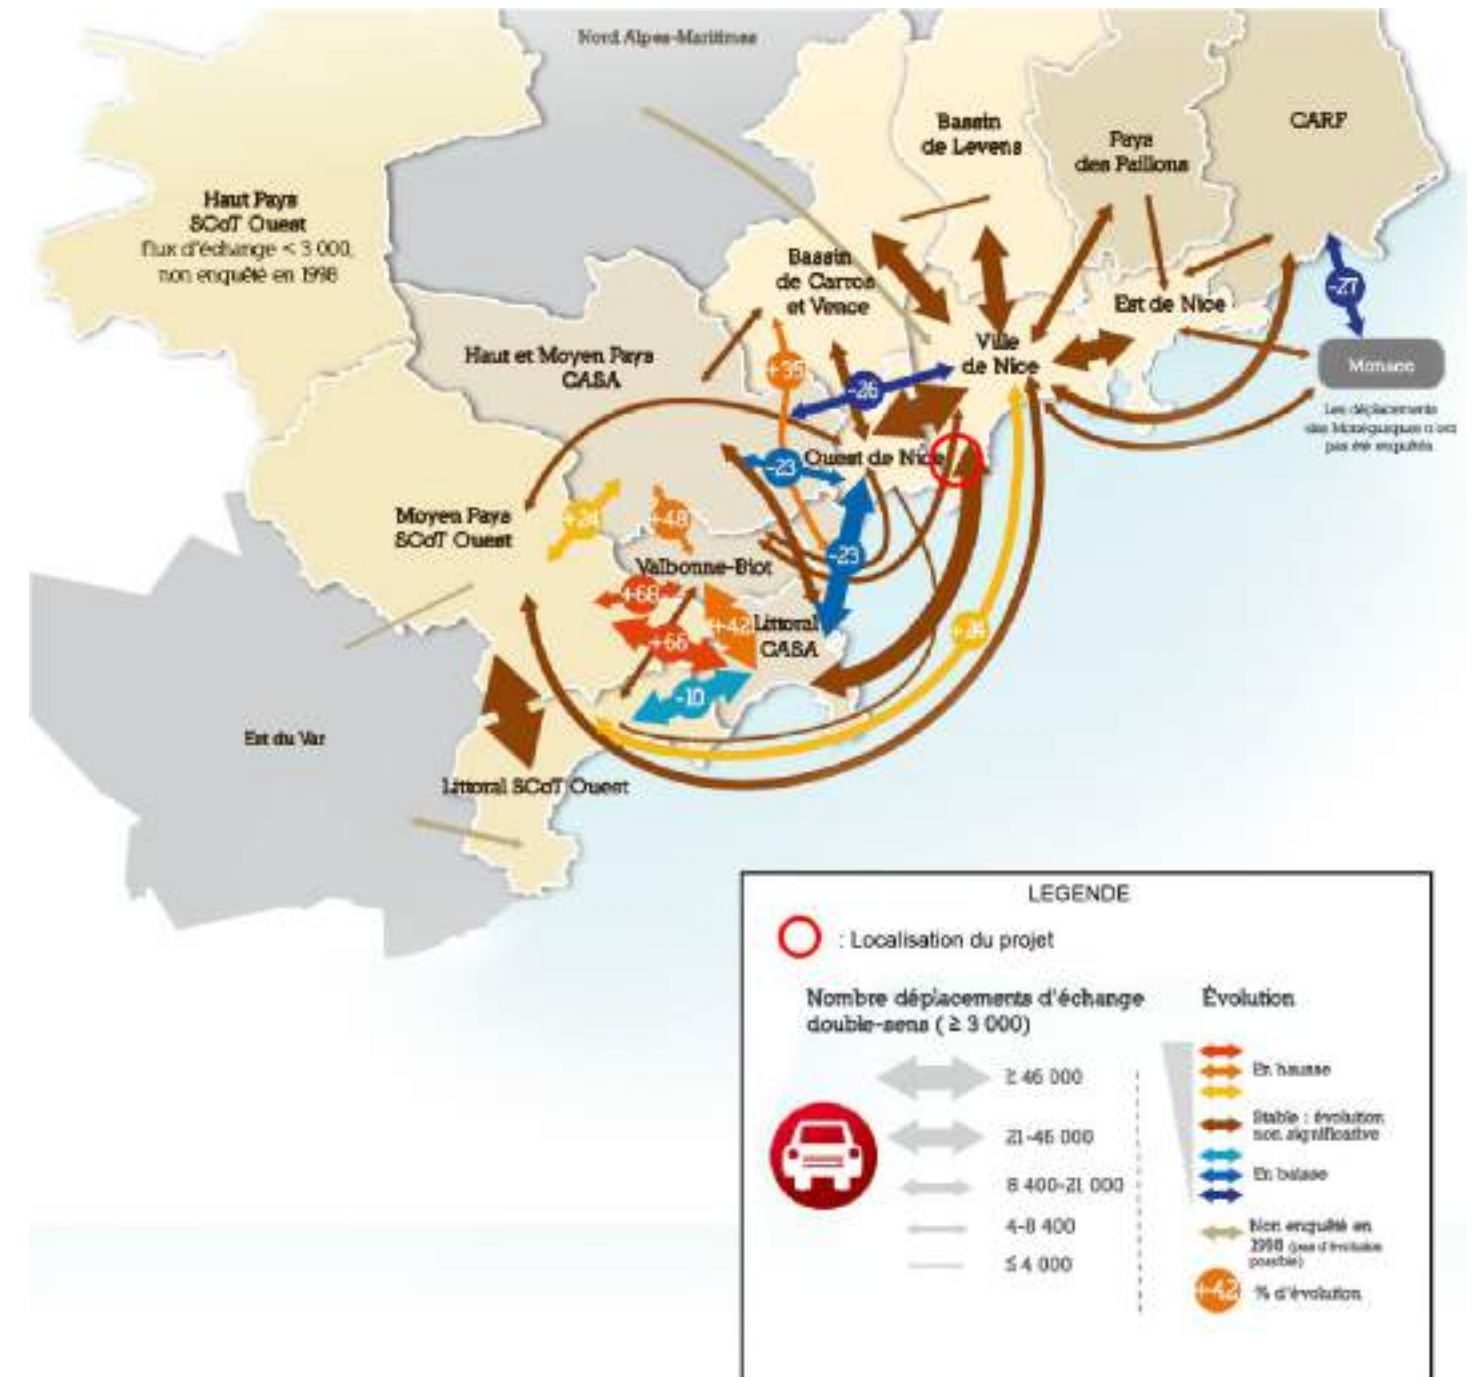 Nord Alpes-Maritimes
CARF
Bassin
de Levens
Pays
des Paillons
Haut Pays
SCoT Ouest
flux d'échange < 3 000,
non enquêté en 1998
Bassin
de Carros
et Vence
-27
Est de Nice
Ville
de Nice
Haut et Moyen Pays
CASA
Monaco
+35
-26
Les déplacements
des Monégasques n'ont
pas été enquêtés
Ouest de Nice
-23
Moyen Pays
SCoT Ouest
+24
+48
-23
Valbonne-Biot
+68
+42
Littoral
CASA
+66
-10
Est du Var
Littoral SCoT Ouest
LEGENDE
: Localisation du projet
Nombre déplacements d'échange
double-sens ( ≥ 3 000)
≥ 46 000
21-46 000
8 400-21 000
4-8 400
≤ 4 000
Évolution
En hausse
Stable : évolution
non significative
En baisse
Non enquêté en
1998 (pas d'évolution
possible)
+42
% d'évolution